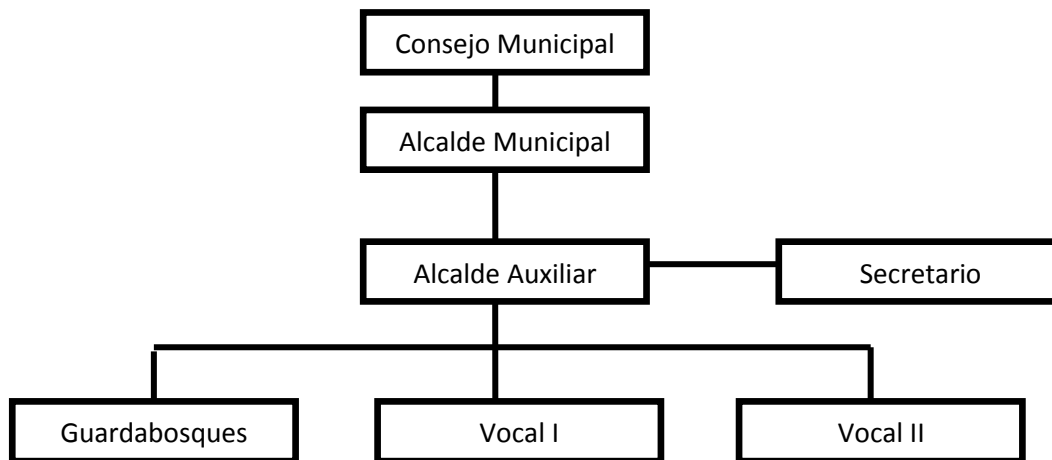 Consejo Municipal
Alcalde Municipal
Alcalde Auxiliar
Secretario
Guardabosques
Vocal I
Vocal II